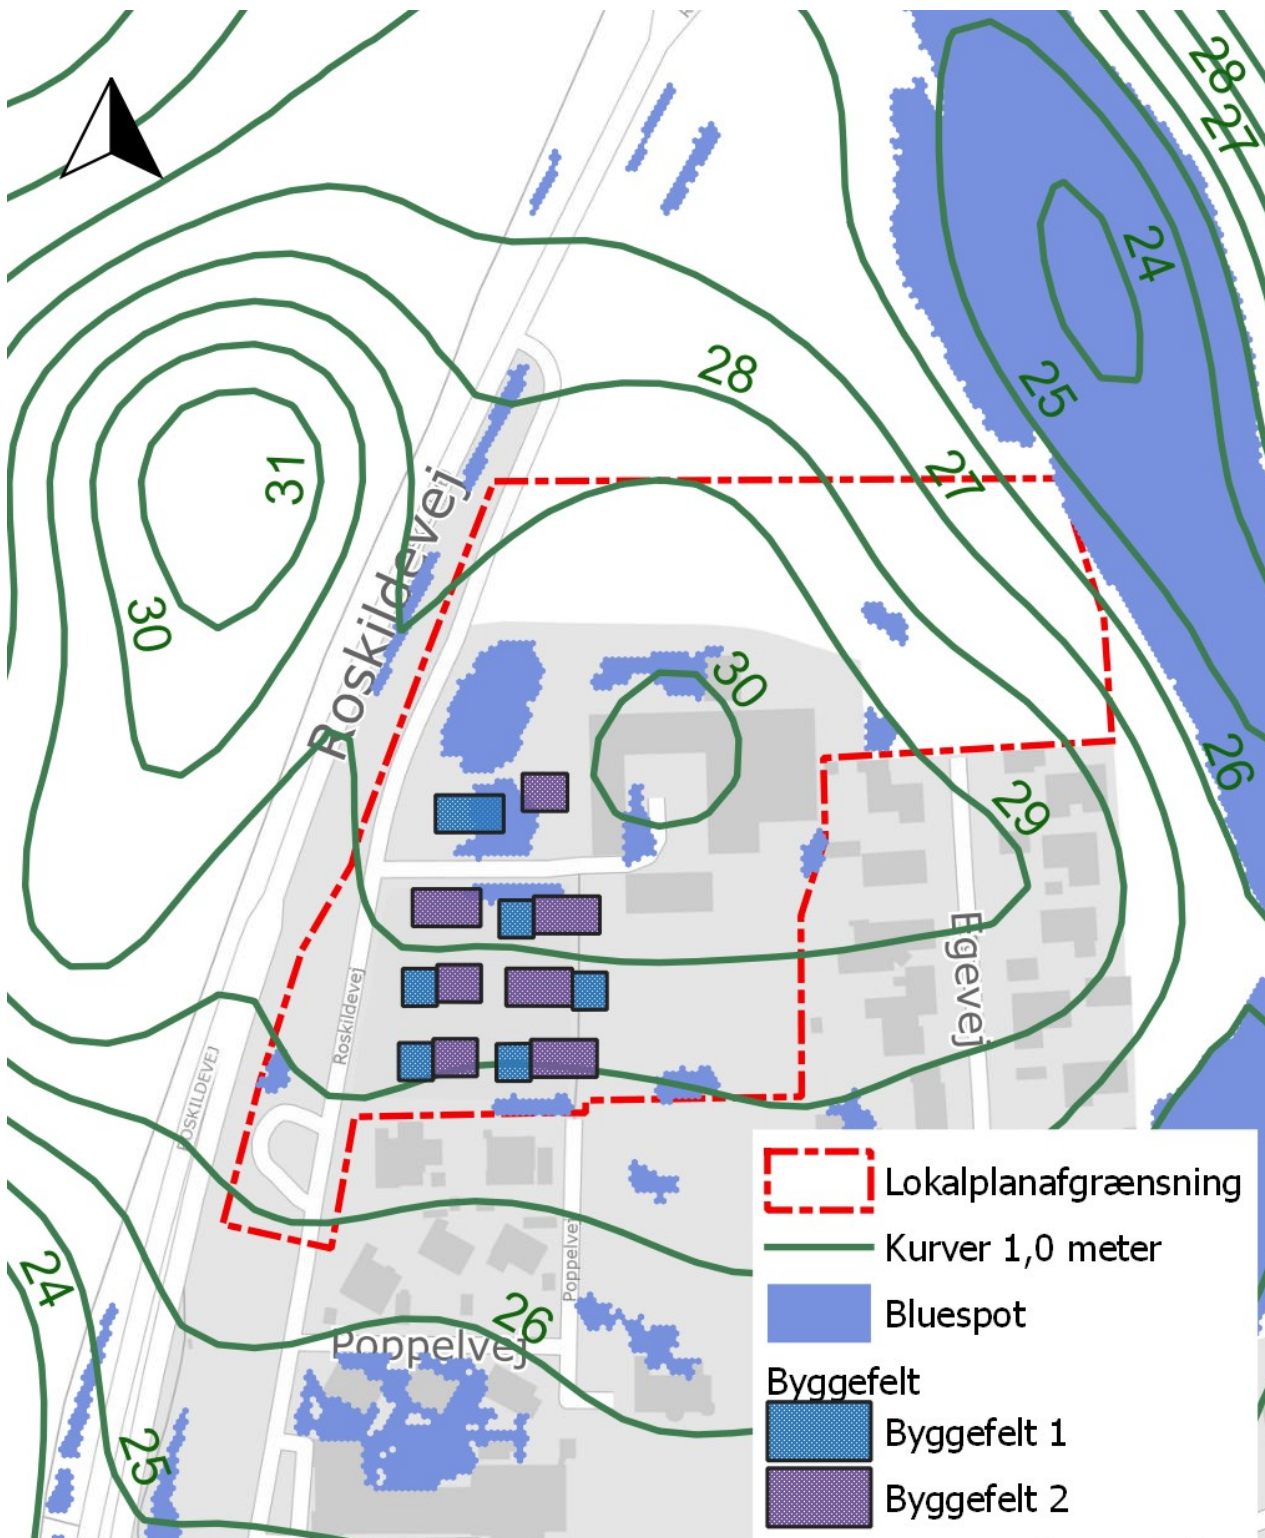 28
27
24
28
25
31
27
Roskildevej
30
30
26
29
Egevej
Roskildevej
ROSKILDEVEJ
Lokalplanafgrænsning
Kurver 1,0 meter
Poppelvej
24
Bluespot
26
Poppelvej
Byggefelt
Byggefelt 1
25
Byggefelt 2